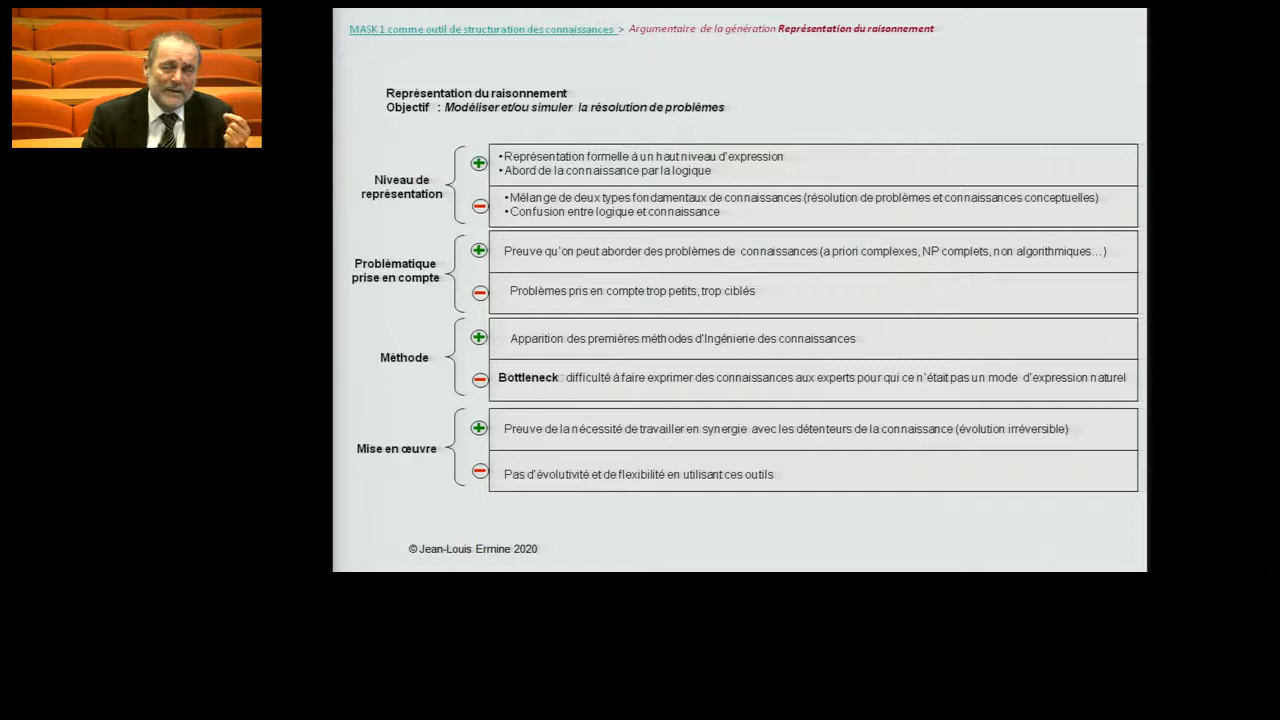 MASK 1 comme outil de structuration des connaissances > Argumentaire de la génération Représentation du raisonnement
Représentation du raisonnement
Objectif : Modéliser et/ou simuler la résolution de problèmes
Niveau de représentation
•Représentation formelle à un haut niveau d'expression
•Abord de la connaissance par la logique
•Mélange de deux types fondamentaux de connaissances (résolution de problèmes et connaissances conceptuelles)
•Confusion entre logique et connaissance
Problématique prise en compte
Preuve qu'on peut aborder des problèmes de connaissances (a priori complexes, NP complets, non algorithmiques…)
Problèmes pris en compte trop petits, trop ciblés
Méthode
Apparition des premières méthodes d'Ingénierie des connaissances
Bottleneck : difficulté à faire exprimer des connaissances aux experts pour qui ce n'était pas un mode d'expression naturel
Mise en œuvre
Preuve de la nécessité de travailler en synergie avec les détenteurs de la connaissance (évolution irréversible)
Pas d'évolutivité et de flexibilité en utilisant ces outils
© Jean-Louis Ermine 2020